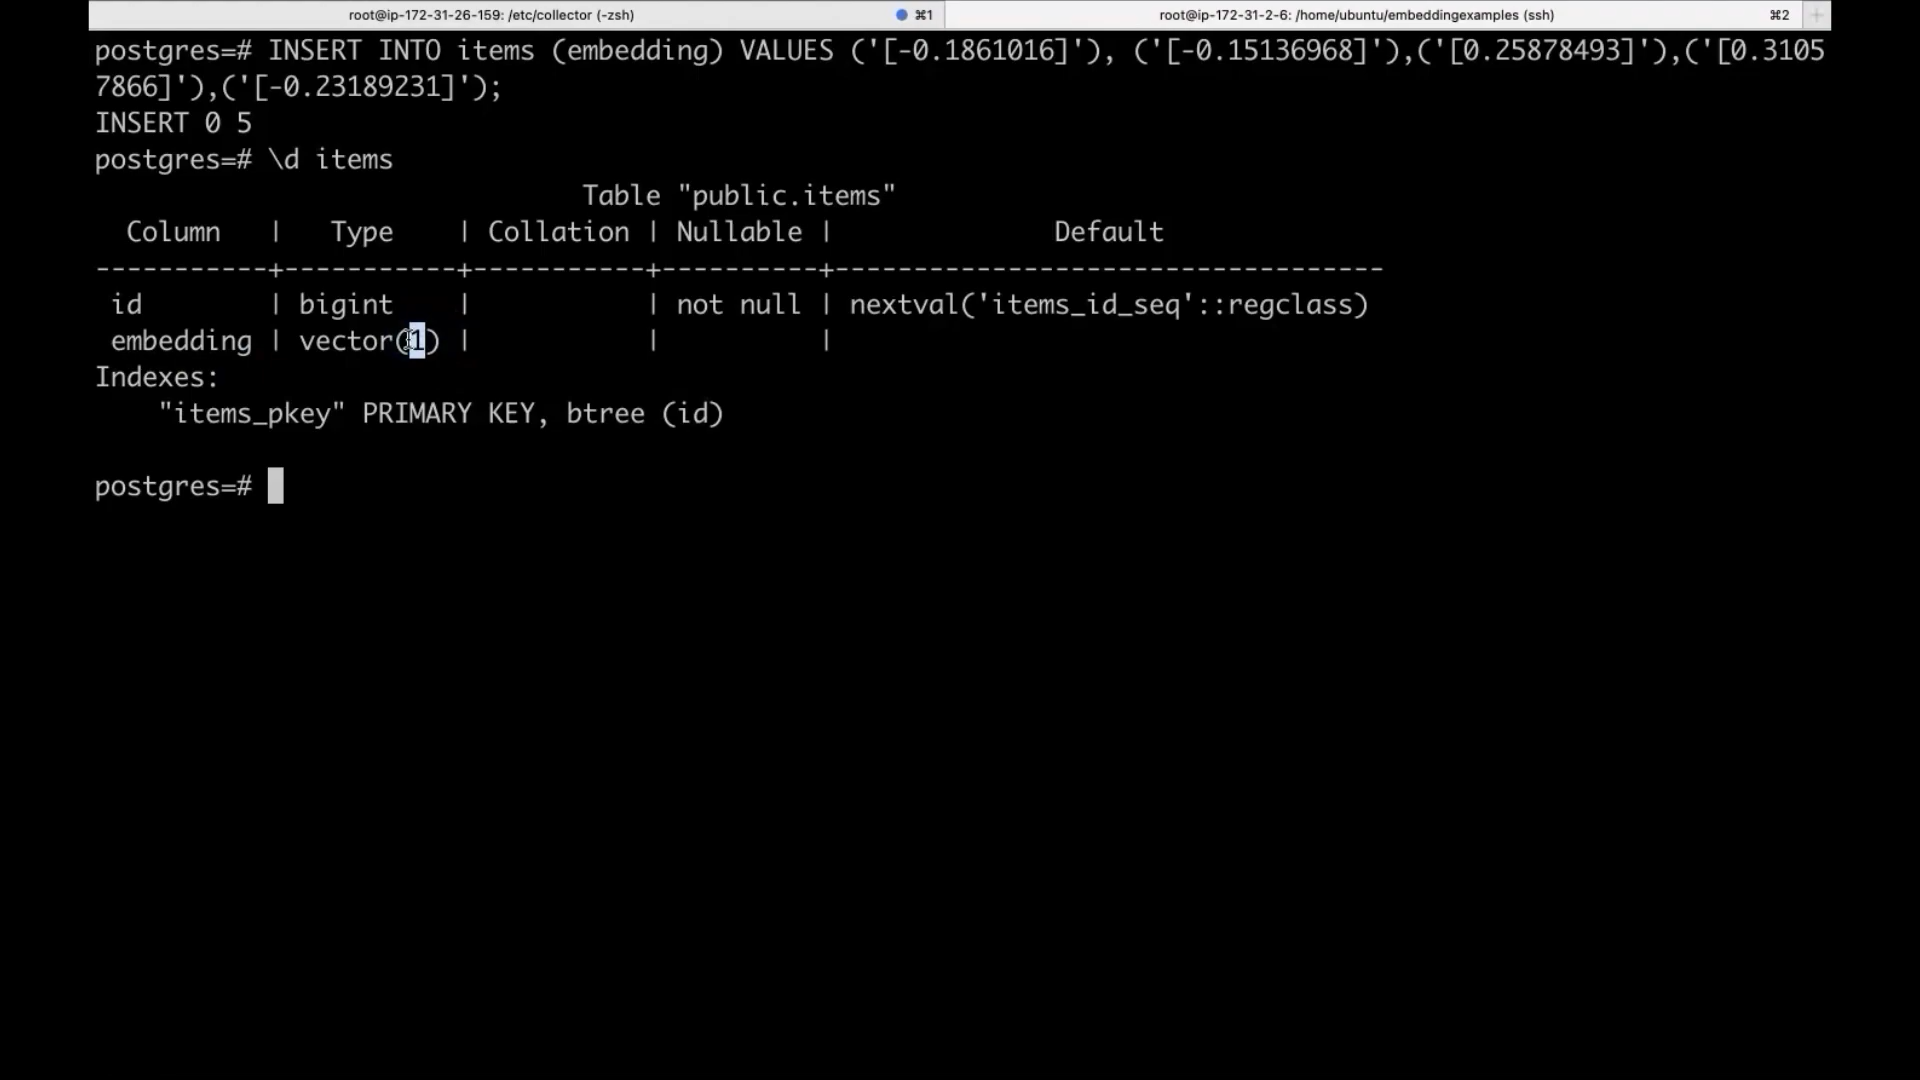 root@ip-172-31-26-159: /etc/collector (-zsh) ⌘1 root@ip-172-31-2-6: /home/ubuntu/embeddingexamples (ssh) ⌘2 +
postgres=# INSERT INTO items (embedding) VALUES ('[-0.1861016]'), ('[-0.15136968]'),('[0.25878493]'),('[0.3105
7866]'),('[-0.23189231]');
INSERT 0 5
postgres=# \d items
Table "public.items"
Column | Type | Collation | Nullable | Default
-----------+-----------+-----------+----------+-----------------------------------
id | bigint | | not null | nextval('items_id_seq'::regclass)
embedding | vector(1) | | |
Indexes:
"items_pkey" PRIMARY KEY, btree (id)
postgres=#